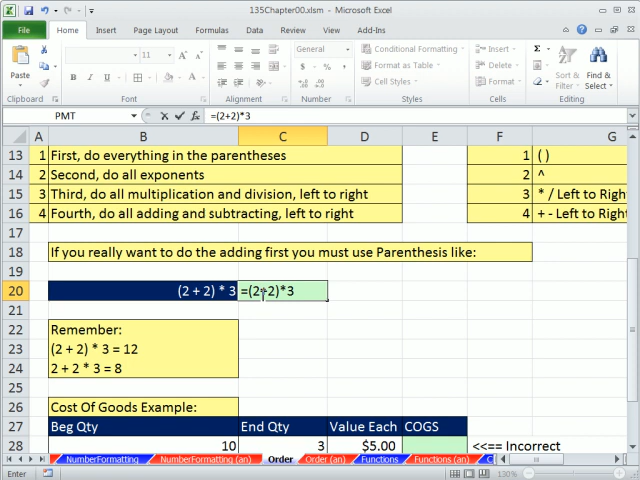 135Chapter00.xlsm - Microsoft Excel
File Home Insert Page Layout Formulas Data Review View Add-Ins
Paste
11 A A
B I U
General
$ % ,
Conditional Formatting
Format as Table
Cell Styles
Insert
Delete
Format
Σ
Sort & Filter
Find & Select
Clipboard Font Alignment Number Styles Cells Editing
PMT fx =(2+2)*3
A B C D E F G
13 1 First, do everything in the parentheses 1 ( )
14 2 Second, do all exponents 2 ^
15 3 Third, do all multiplication and division, left to right 3 * / Left to Right
16 4 Fourth, do all adding and subtracting, left to right 4 + - Left to Right
17
18 If you really want to do the adding first you must use Parenthesis like:
19
20 (2 + 2) * 3 =(2+2)*3
21
22 Remember:
23 (2 + 2) * 3 = 12
24 2 + 2 * 3 = 8
25
26 Cost Of Goods Example:
27 Beg Qty End Qty Value Each COGS
28 10 3 $5.00 <<== Incorrect
NumberFormatting NumberFormatting (an) Order Order (an) Functions Functions (an)
Enter 130%